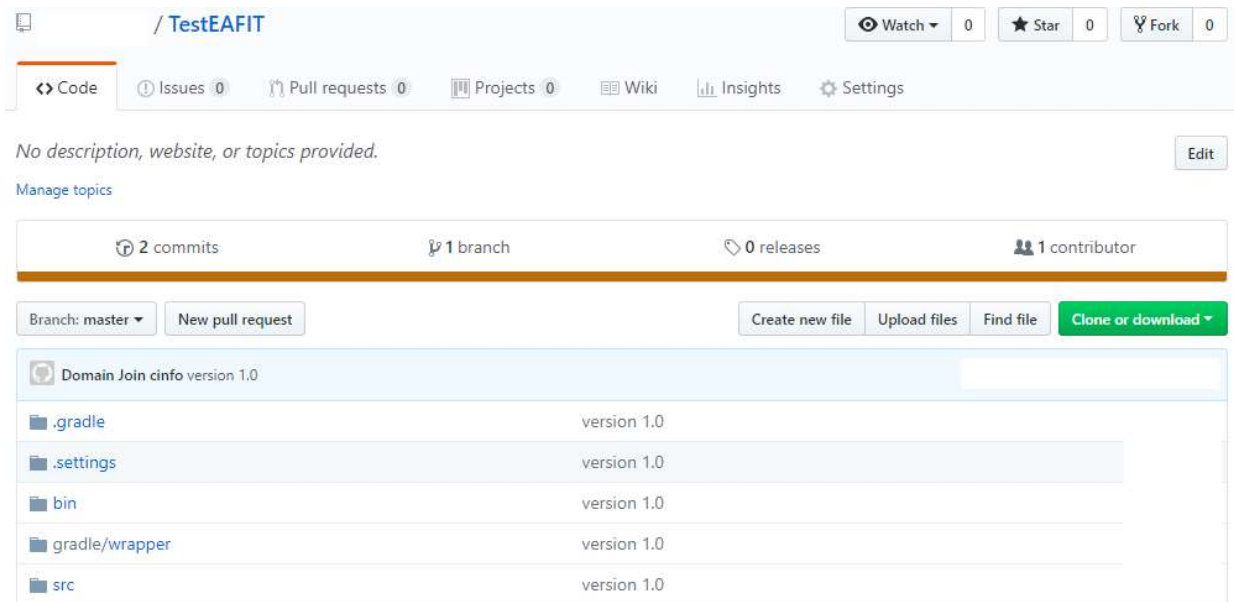 / TestEAFIT Watch 0 Star 0 Fork 0
Code Issues 0 Pull requests 0 Projects 0 Wiki Insights Settings
No description, website, or topics provided. Edit
Manage topics
2 commits 1 branch 0 releases 1 contributor
Branch: master New pull request Create new file Upload files Find file Clone or download
Domain Join cinfo version 1.0
.gradle version 1.0
.settings version 1.0
bin version 1.0
gradle/wrapper version 1.0
src version 1.0